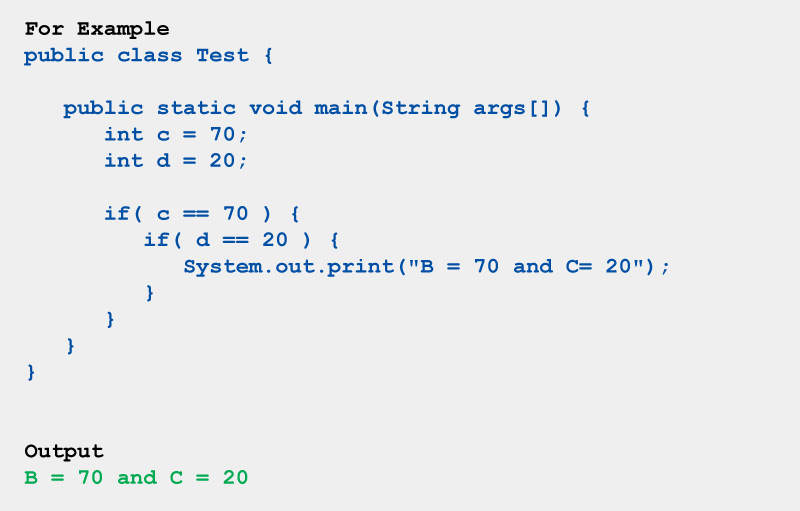 For Example
public class Test {
public static void main(String args[]) {
int c = 70;
int d = 20;
if( c == 70 ) {
if( d == 20 ) {
System.out.print("B = 70 and C= 20");
}
}
}
}
Output
B = 70 and C = 20